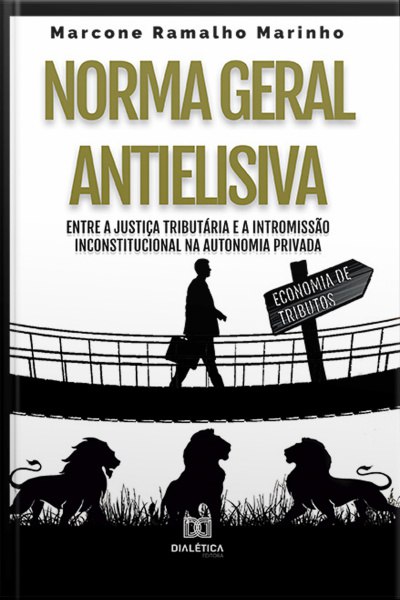 Marcone Ramalho Marinho
NORMA GERAL
ANTIELISIVA
ENTRE A JUSTIÇA TRIBUTÁRIA E A INTROMISSÃO
INCONSTITUCIONAL NA AUTONOMIA PRIVADA
ECONOMIA DE
TRIBUTOS
DIALÉTICA
EDITORA